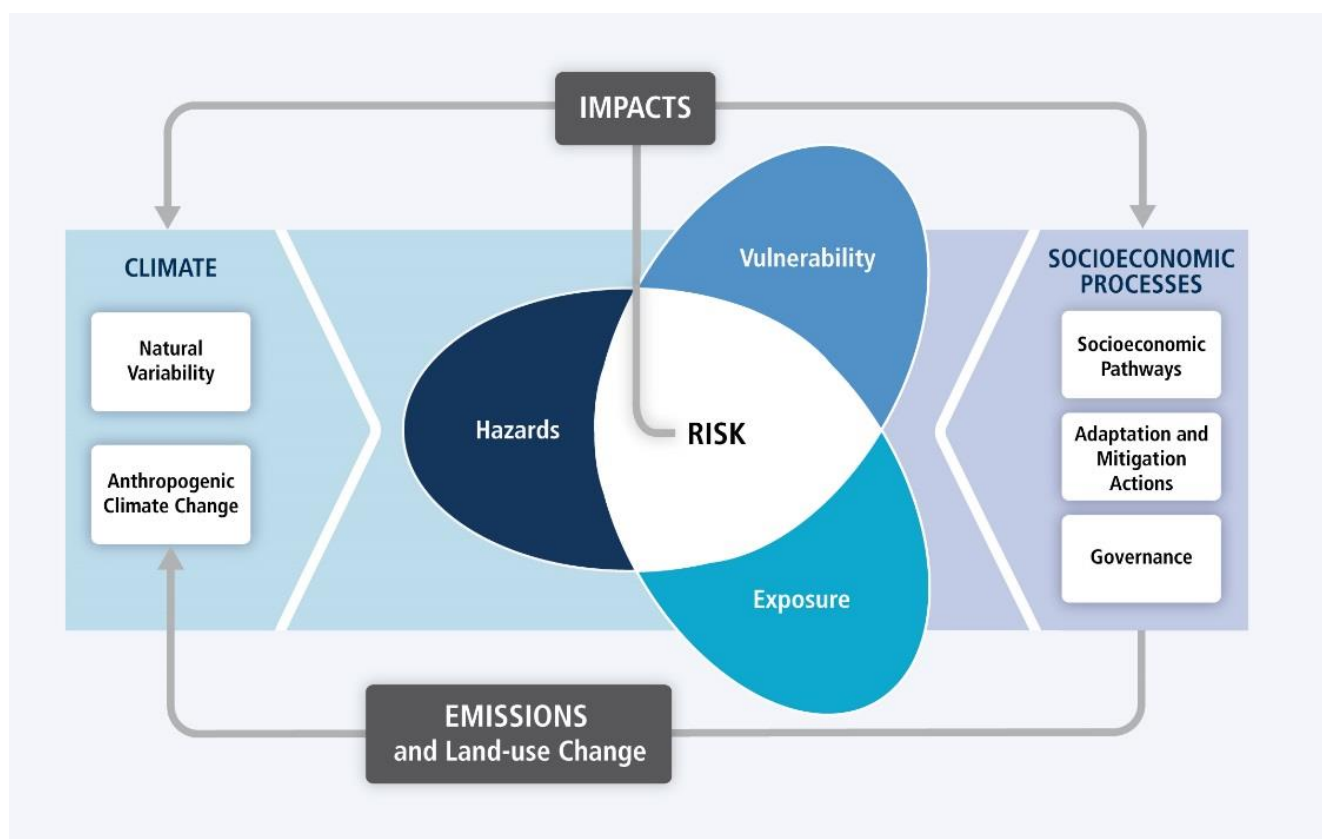 IMPACTS
CLIMATE
Natural
Variability
Anthropogenic
Climate Change
Vulnerability
Hazards
RISK
Exposure
SOCIOECONOMIC
PROCESSES
Socioeconomic
Pathways
Adaptation and
Mitigation
Actions
Governance
EMISSIONS
and Land-use Change